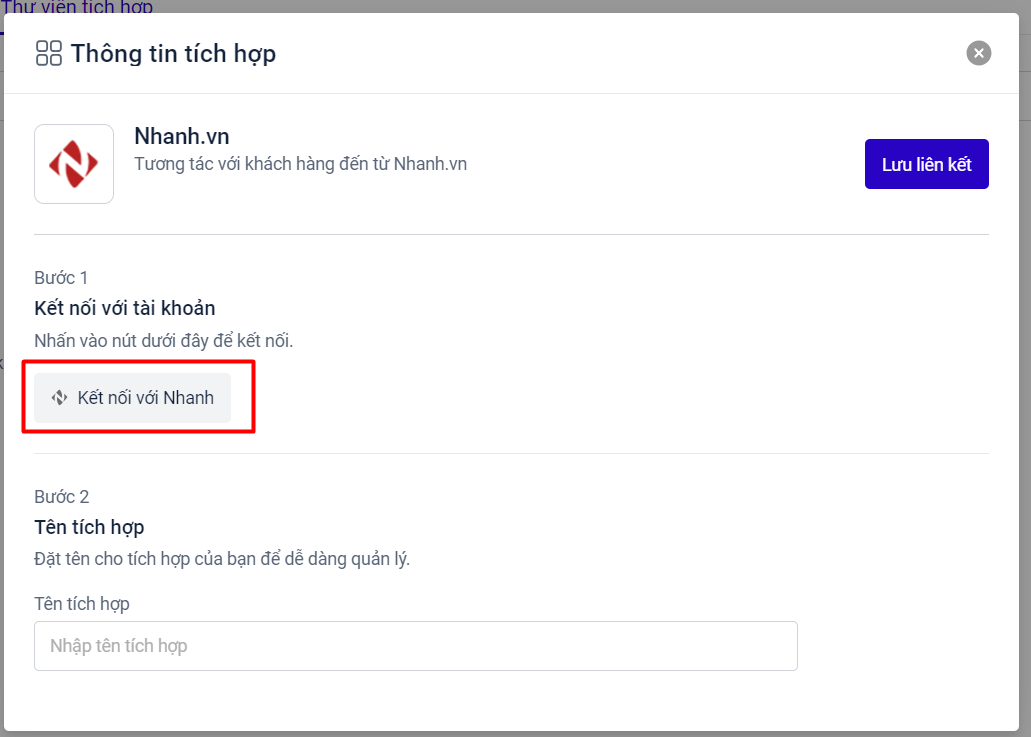 Thư viện tích hợp
Thông tin tích hợp
Nhanh.vn
Tương tác với khách hàng đến từ Nhanh.vn
Lưu liên kết
Bước 1
Kết nối với tài khoản
Nhấn vào nút dưới đây để kết nối.
Kết nối với Nhanh
Bước 2
Tên tích hợp
Đặt tên cho tích hợp của bạn để dễ dàng quản lý.
Tên tích hợp
Nhập tên tích hợp